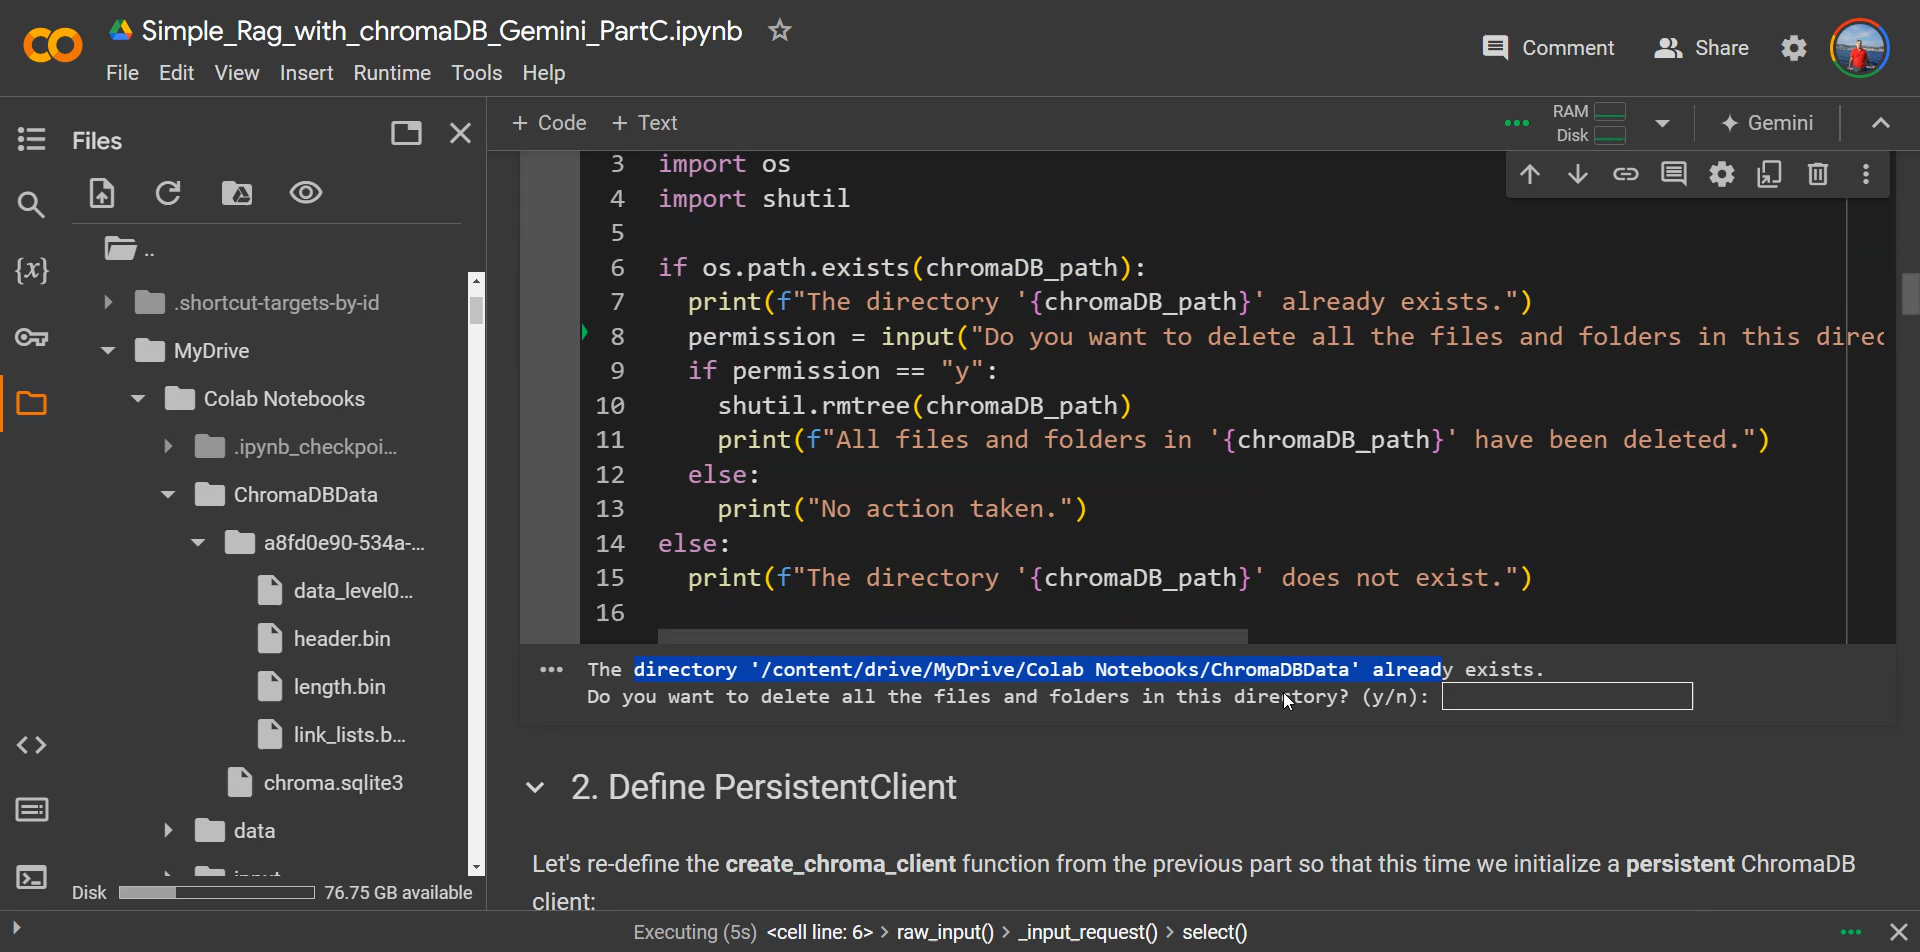 Simple_Rag_with_chromaDB_Gemini_PartC.ipynb
File Edit View Insert Runtime Tools Help
Comment
Share
Files
+ Code + Text
RAM
Disk
Gemini
..
.shortcut-targets-by-id
MyDrive
Colab Notebooks
.ipynb_checkpoi...
ChromaDBData
a8fd0e90-534a-...
data_level0...
header.bin
length.bin
link_lists.b...
chroma.sqlite3
data
Disk 76.75 GB available
{x}
3 import os
4 import shutil
5
6 if os.path.exists(chromaDB_path):
7 print(f"The directory '{chromaDB_path}' already exists.")
8 permission = input("Do you want to delete all the files and folders in this direc
9 if permission == "y":
10 shutil.rmtree(chromaDB_path)
11 print(f"All files and folders in '{chromaDB_path}' have been deleted.")
12 else:
13 print("No action taken.")
14 else:
15 print(f"The directory '{chromaDB_path}' does not exist.")
16
The directory '/content/drive/MyDrive/Colab Notebooks/ChromaDBData' already exists.
Do you want to delete all the files and folders in this directory? (y/n):
2. Define PersistentClient
Let's re-define the create_chroma_client function from the previous part so that this time we initialize a persistent ChromaDB
client:
Executing (5s) <cell line: 6> > raw_input() > _input_request() > select()